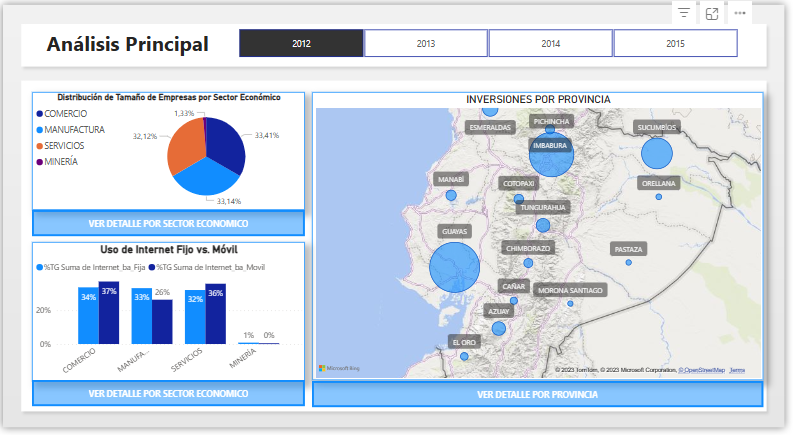 Análisis Principal
2012
2013
2014
2015
Distribución de Tamaño de Empresas por Sector Económico
COMERCIO
MANUFACTURA
SERVICIOS
MINERÍA
1,33%
32,12%
33,41%
33,14%
VER DETALLE POR SECTOR ECONOMICO
Uso de Internet Fijo vs. Móvil
%TG Suma de Internet_ba_Fija
%TG Suma de Internet_ba_Movil
20%
0%
34%
37%
33%
26%
32%
36%
1%
0%
COMERCIO
MANUFA...
SERVICIOS
MINERÍA
VER DETALLE POR SECTOR ECONOMICO
INVERSIONES POR PROVINCIA
ESMERALDAS
PICHINCHA
SUCUMBÍOS
IMBABURA
MANABÍ
COTOPAXI
ORELLANA
TUNGURAHUA
GUAYAS
CHIMBORAZO
PASTAZA
CAÑAR
MORONA SANTIAGO
AZUAY
EL ORO
Microsoft Bing
© 2023 TomTom, © 2023 Microsoft Corporation, © OpenStreetMap Terms
VER DETALLE POR PROVINCIA